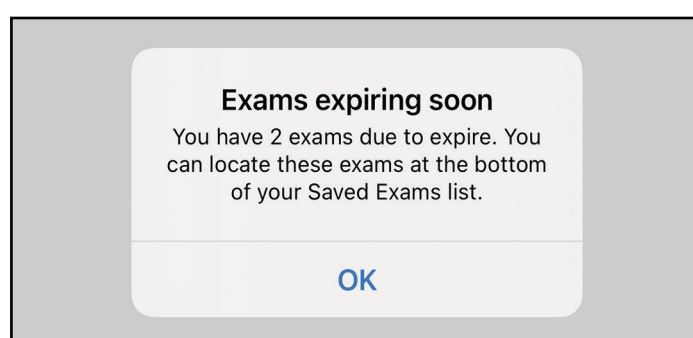 Exams expiring soon
You have 2 exams due to expire. You
can locate these exams at the bottom
of your Saved Exams list.
OK